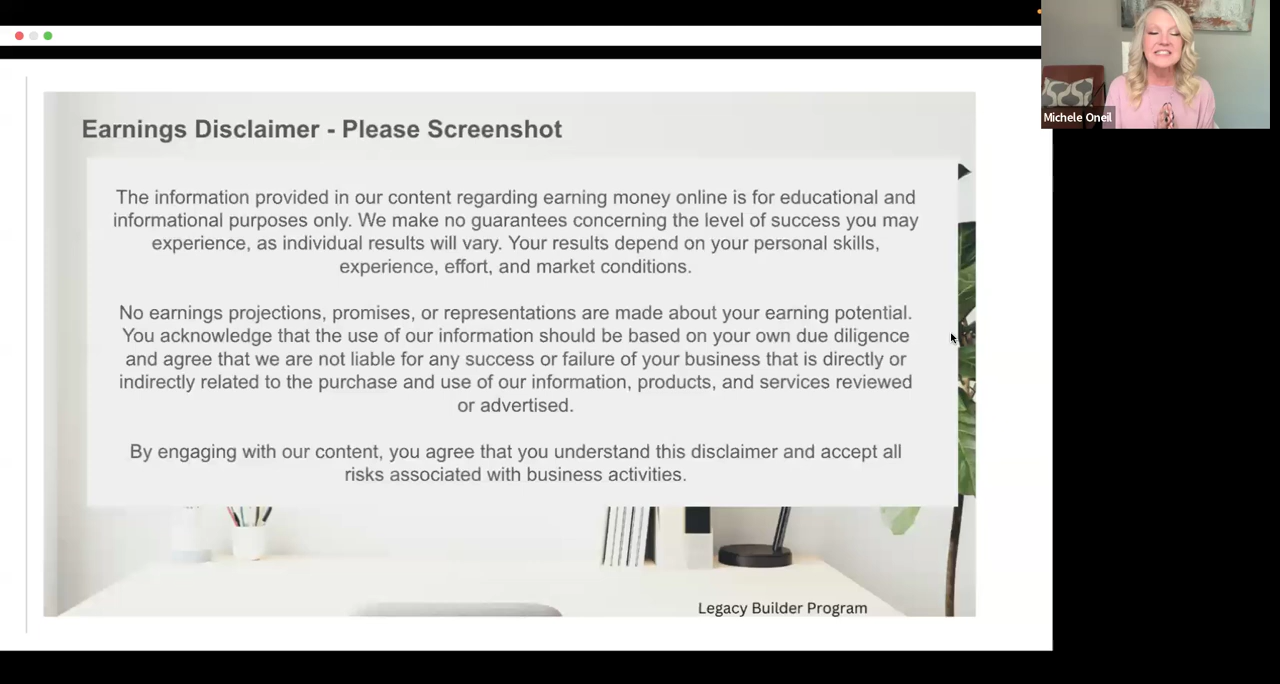 Michele Oneil
Earnings Disclaimer - Please Screenshot
The information provided in our content regarding earning money online is for educational and
informational purposes only. We make no guarantees concerning the level of success you may
experience, as individual results will vary. Your results depend on your personal skills,
experience, effort, and market conditions.
No earnings projections, promises, or representations are made about your earning potential.
You acknowledge that the use of our information should be based on your own due diligence
and agree that we are not liable for any success or failure of your business that is directly or
indirectly related to the purchase and use of our information, products, and services reviewed
or advertised.
By engaging with our content, you agree that you understand this disclaimer and accept all
risks associated with business activities.
Legacy Builder Program